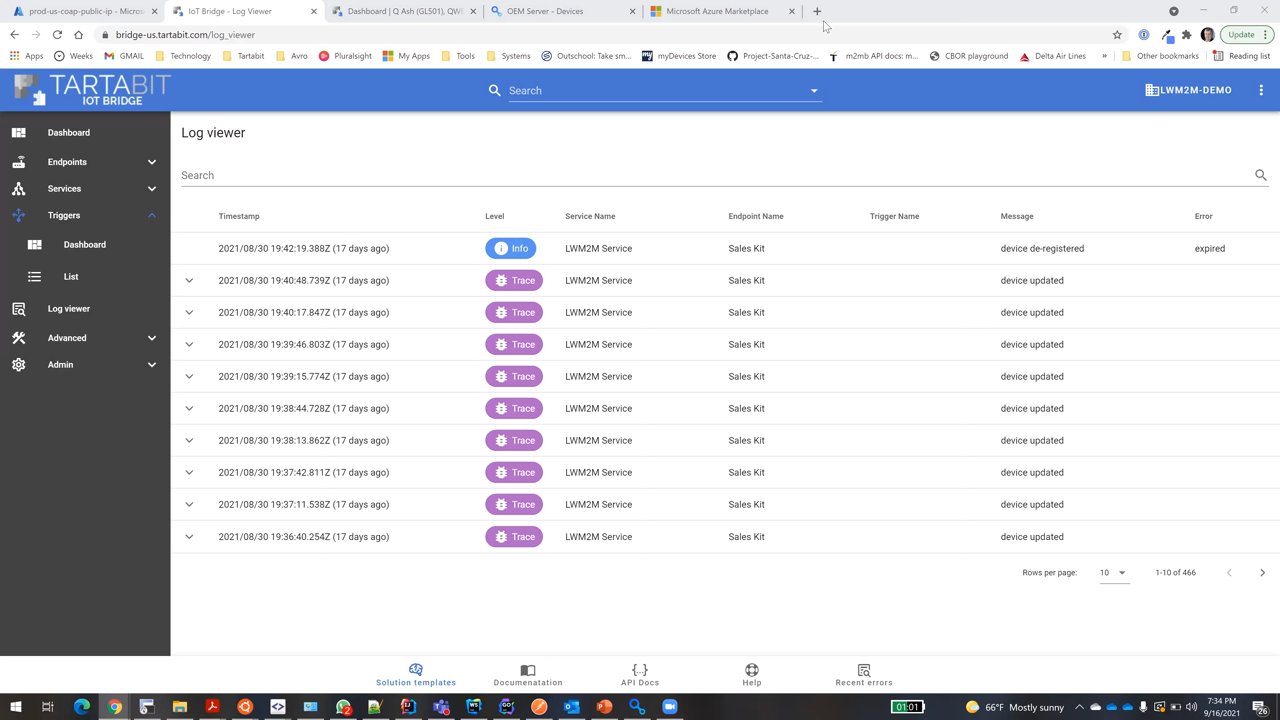 prod-us-coap-public-ip - Micros
IoT Bridge - Log Viewer
Dashboard | Q Ash (GL501), QWI
OEM Server - Devices
Microsoft Azure Marketplace
bridge-us.tartabit.com/log_viewer
Update
Apps
Weeks
GMAIL
Technology
Tartabit
Avro
Pluralsight
My Apps
Tools
Systems
Outschool: Take sm...
myDevices Store
Project-Santa-Cruz-...
m2mb API docs: m...
CBOR playground
Delta Air Lines
»
Other bookmarks
Reading list
TARTABIT
IOT BRIDGE
Search
LWM2M-DEMO
Dashboard
Endpoints
Services
Triggers
Dashboard
List
Log viewer
Advanced
Admin
Log viewer
Search
Timestamp Level Service Name Endpoint Name Trigger Name Message Error
2021/08/30 19:42:19.388Z (17 days ago) Info LWM2M Service Sales Kit device de-registered expired
2021/08/30 19:40:48.739Z (17 days ago) Trace LWM2M Service Sales Kit device updated
2021/08/30 19:40:17.847Z (17 days ago) Trace LWM2M Service Sales Kit device updated
2021/08/30 19:39:46.803Z (17 days ago) Trace LWM2M Service Sales Kit device updated
2021/08/30 19:39:15.774Z (17 days ago) Trace LWM2M Service Sales Kit device updated
2021/08/30 19:38:44.728Z (17 days ago) Trace LWM2M Service Sales Kit device updated
2021/08/30 19:38:13.862Z (17 days ago) Trace LWM2M Service Sales Kit device updated
2021/08/30 19:37:42.811Z (17 days ago) Trace LWM2M Service Sales Kit device updated
2021/08/30 19:37:11.538Z (17 days ago) Trace LWM2M Service Sales Kit device updated
2021/08/30 19:36:40.254Z (17 days ago) Trace LWM2M Service Sales Kit device updated
Rows per page: 10 1-10 of 466
Solution templates
Documenatation
API Docs
Help
Recent errors
01:01
66°F Mostly sunny
7:34 PM
9/16/2021
26